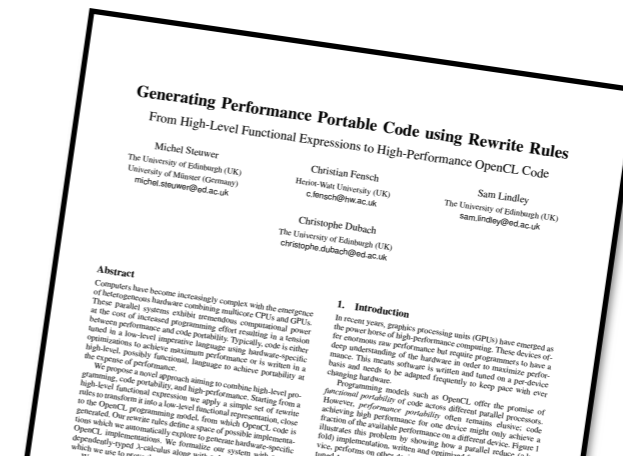 Generating Performance Portable Code using Rewrite Rules
From High-Level Functional Expressions to High-Performance OpenCL Code
Michel Steuwer
The University of Edinburgh (UK)
University of Münster (Germany)
michel.steuwer@ed.ac.uk
Christian Fensch
Heriot-Watt University (UK)
c.fensch@hw.ac.uk
Sam Lindley
The University of Edinburgh (UK)
sam.lindley@ed.ac.uk
Christophe Dubach
The University of Edinburgh (UK)
christophe.dubach@ed.ac.uk
Abstract
Computers have become increasingly complex with the emergence
of heterogeneous hardware combining multicore CPUs and GPUs.
These parallel systems exhibit tremendous computational power
at the cost of increased programming effort resulting in a tension
between performance and code portability. Typically, code is either
tuned in a low-level imperative language using hardware-specific
optimizations to achieve maximum performance or is written in a
high-level, possibly functional, language to achieve portability at
the expense of performance.
We propose a novel approach aiming to combine high-level pro-
gramming, code portability, and high-performance. Starting from a
high-level functional expression we apply a simple set of rewrite
rules to transform it into a low-level functional representation, close
to the OpenCL programming model, from which OpenCL code is
generated. Our rewrite rules define a space of possible implementa-
tions which we automatically explore to generate hardware-specific
OpenCL implementations. We formalize our system with a core
dependently-typed λ-calculus along with
which we use to
1. Introduction
In recent years, graphics processing units (GPUs) have emerged as
the power horse of high-performance computing. These devices of-
fer enormous raw performance but require programmers to have a
deep understanding of the hardware in order to maximize perfor-
mance. This means software is written and tuned on a per-device
basis and needs to be adapted frequently to keep pace with ever
changing hardware.
Programming models such as OpenCL offer the promise of
functional portability of code across different parallel processors.
However, performance portability often remains elusive; code
achieving high performance for one device might only achieve a
fraction of the available performance on a different device. Figure 1
illustrates this problem by showing how a parallel reduce
fold) implementation, written and optimized
vice, performs on other